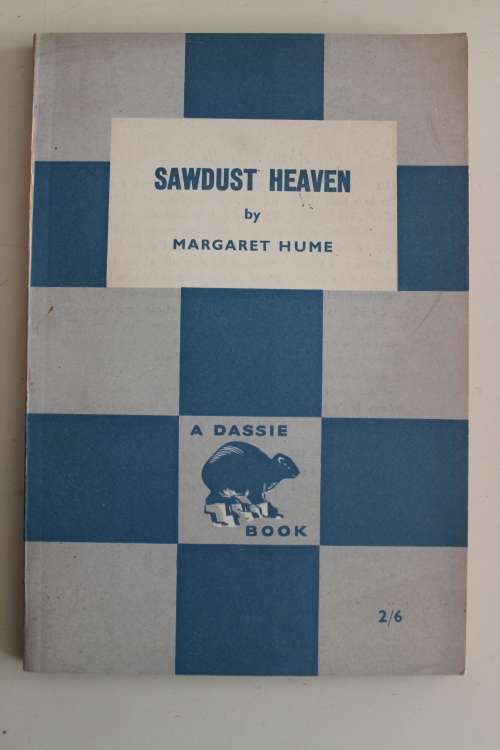 SAWDUST HEAVEN
by
MARGARET HUME
A DASSIE
BOOK
2/6